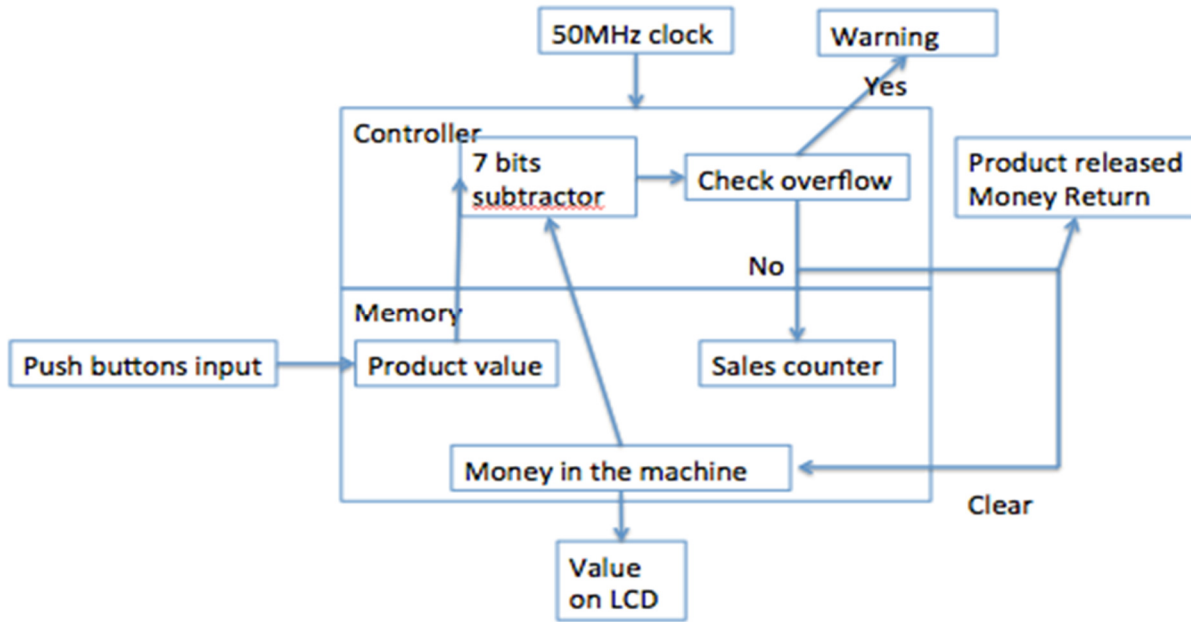 50MHz clock
Warning
Yes
Controller
7 bits
subtractor
Check overflow
Product released
Money Return
No
Memory
Push buttons input
Product value
Sales counter
Money in the machine
Clear
Value
on LCD